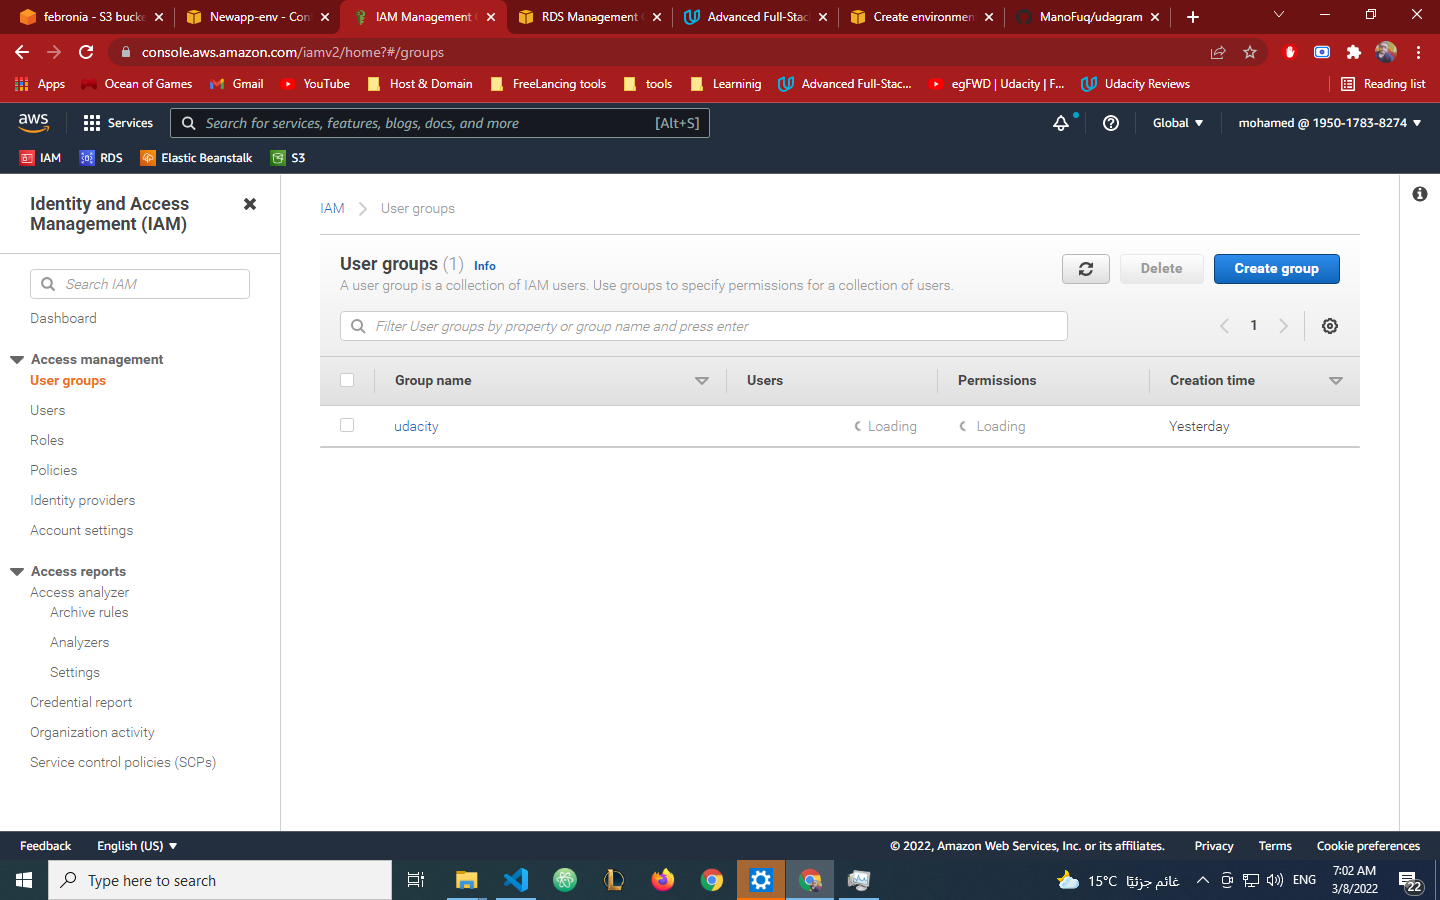 febronia - S3 bucke
Newapp-env - Con
IAM Management
RDS Management
Advanced Full-Stac
Create environmen
ManoFuq/udagram
console.aws.amazon.com/iamv2/home?#/groups
Apps
Ocean of Games
Gmail
YouTube
Host & Domain
FreeLancing tools
tools
Learninig
Advanced Full-Stac...
egFWD | Udacity | F...
Udacity Reviews
Reading list
aws
Services
Search for services, features, blogs, docs, and more
[Alt+S]
Global
mohamed @ 1950-1783-8274
IAM
RDS
Elastic Beanstalk
S3
Identity and Access
Management (IAM)
Search IAM
Dashboard
Access management
User groups
Users
Roles
Policies
Identity providers
Account settings
Access reports
Access analyzer
Archive rules
Analyzers
Settings
Credential report
Organization activity
Service control policies (SCPs)
IAM
User groups
User groups (1) Info
A user group is a collection of IAM users. Use groups to specify permissions for a collection of users.
Delete
Create group
Filter User groups by property or group name and press enter
1
Group name
Users
Permissions
Creation time
udacity
Loading
Loading
Yesterday
Feedback
English (US)
© 2022, Amazon Web Services, Inc. or its affiliates.
Privacy
Terms
Cookie preferences
Type here to search
15°C
غائم جزئيًا
ENG
7:02 AM
3/8/2022
22